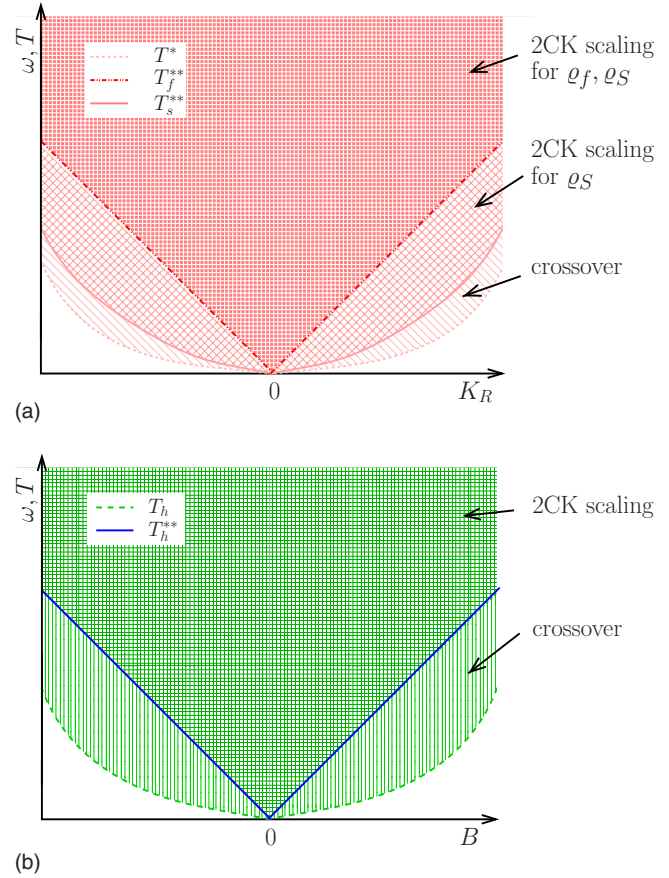 ω, T
T*
T_f^**
T_s^**
2CK scaling
for ϱ_f, ϱ_S
2CK scaling
for ϱ_S
crossover
0
K_R
(a)
ω, T
T_h
T_h^**
2CK scaling
crossover
0
B
(b)